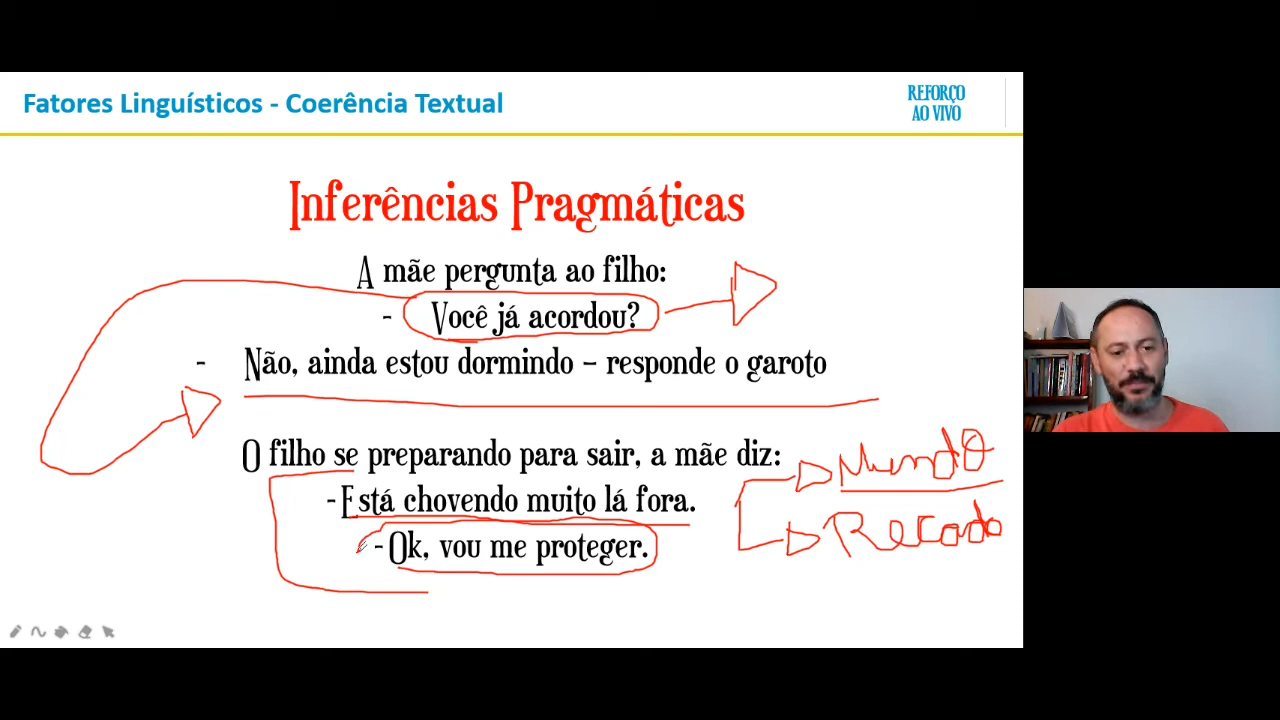 Fatores Linguísticos - Coerência Textual
REFORÇO
AO VIVO
Inferências Pragmáticas
A mãe pergunta ao filho:
- Você já acordou?
- Não, ainda estou dormindo – responde o garoto
O filho se preparando para sair, a mãe diz:
-Está chovendo muito lá fora.
-Ok, vou me proteger.
Mundo
Recado